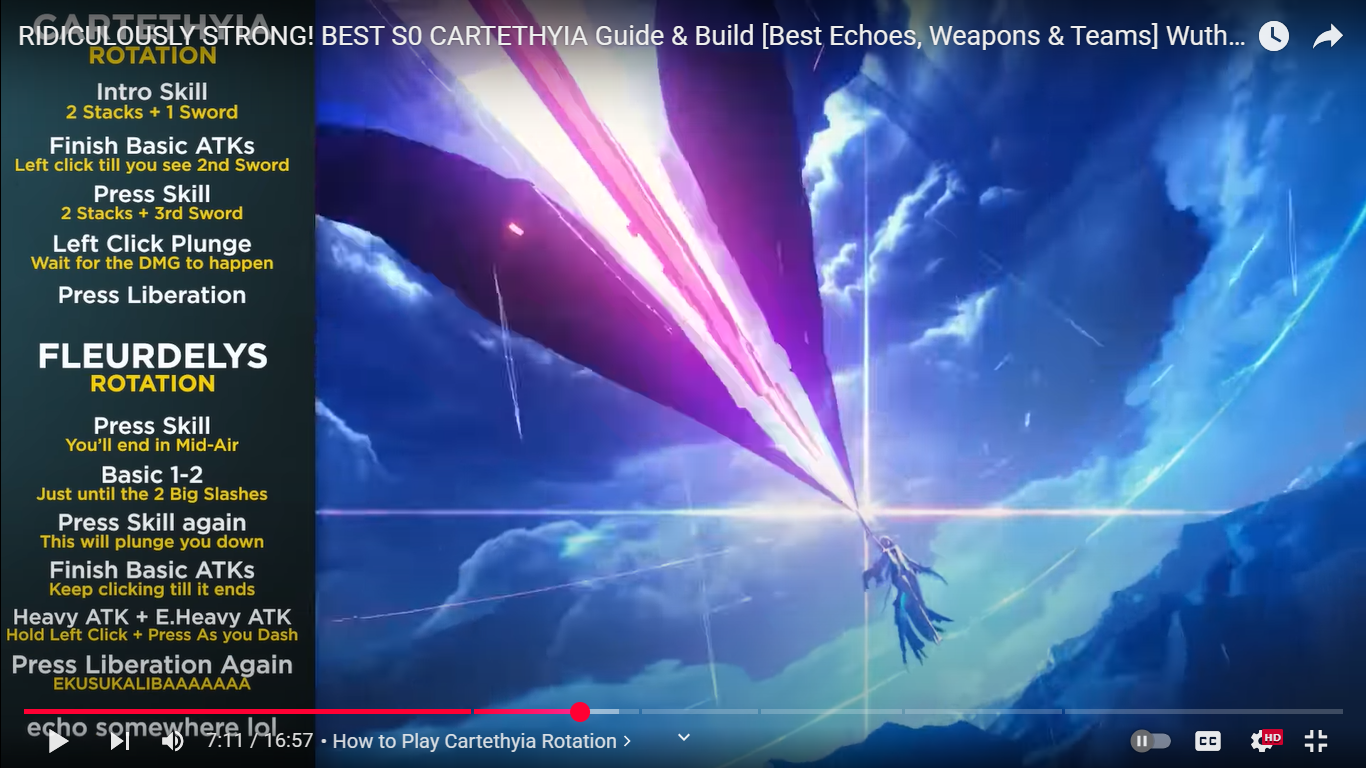 RIDICULOUSLY STRONG! BEST S0 CARTETHYIA Guide & Build [Best Echoes, Weapons & Teams] Wuth...
CARTETHYIA
ROTATION
Intro Skill
2 Stacks + 1 Sword
Finish Basic ATKs
Left click till you see 2nd Sword
Press Skill
2 Stacks + 3rd Sword
Left Click Plunge
Wait for the DMG to happen
Press Liberation
FLEURDELYS
ROTATION
Press Skill
You'll end in Mid-Air
Basic 1-2
Just until the 2 Big Slashes
Press Skill again
This will plunge you down
Finish Basic ATKs
Keep clicking till it ends
Heavy ATK + E.Heavy ATK
Hold Left Click + Press As you Dash
Press Liberation Again
EKUSUKALIBAAAAAAA
echo somewhere lol
7:11 / 16:57 • How to Play Cartethyia Rotation
CC
HD